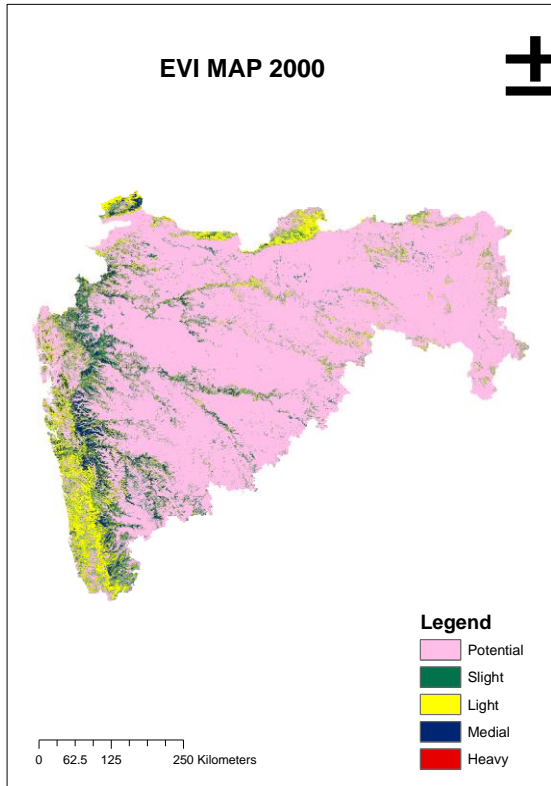 EVI MAP 2000
Legend
Potential
Slight
Light
Medial
Heavy
0 62.5 125 250 Kilometers